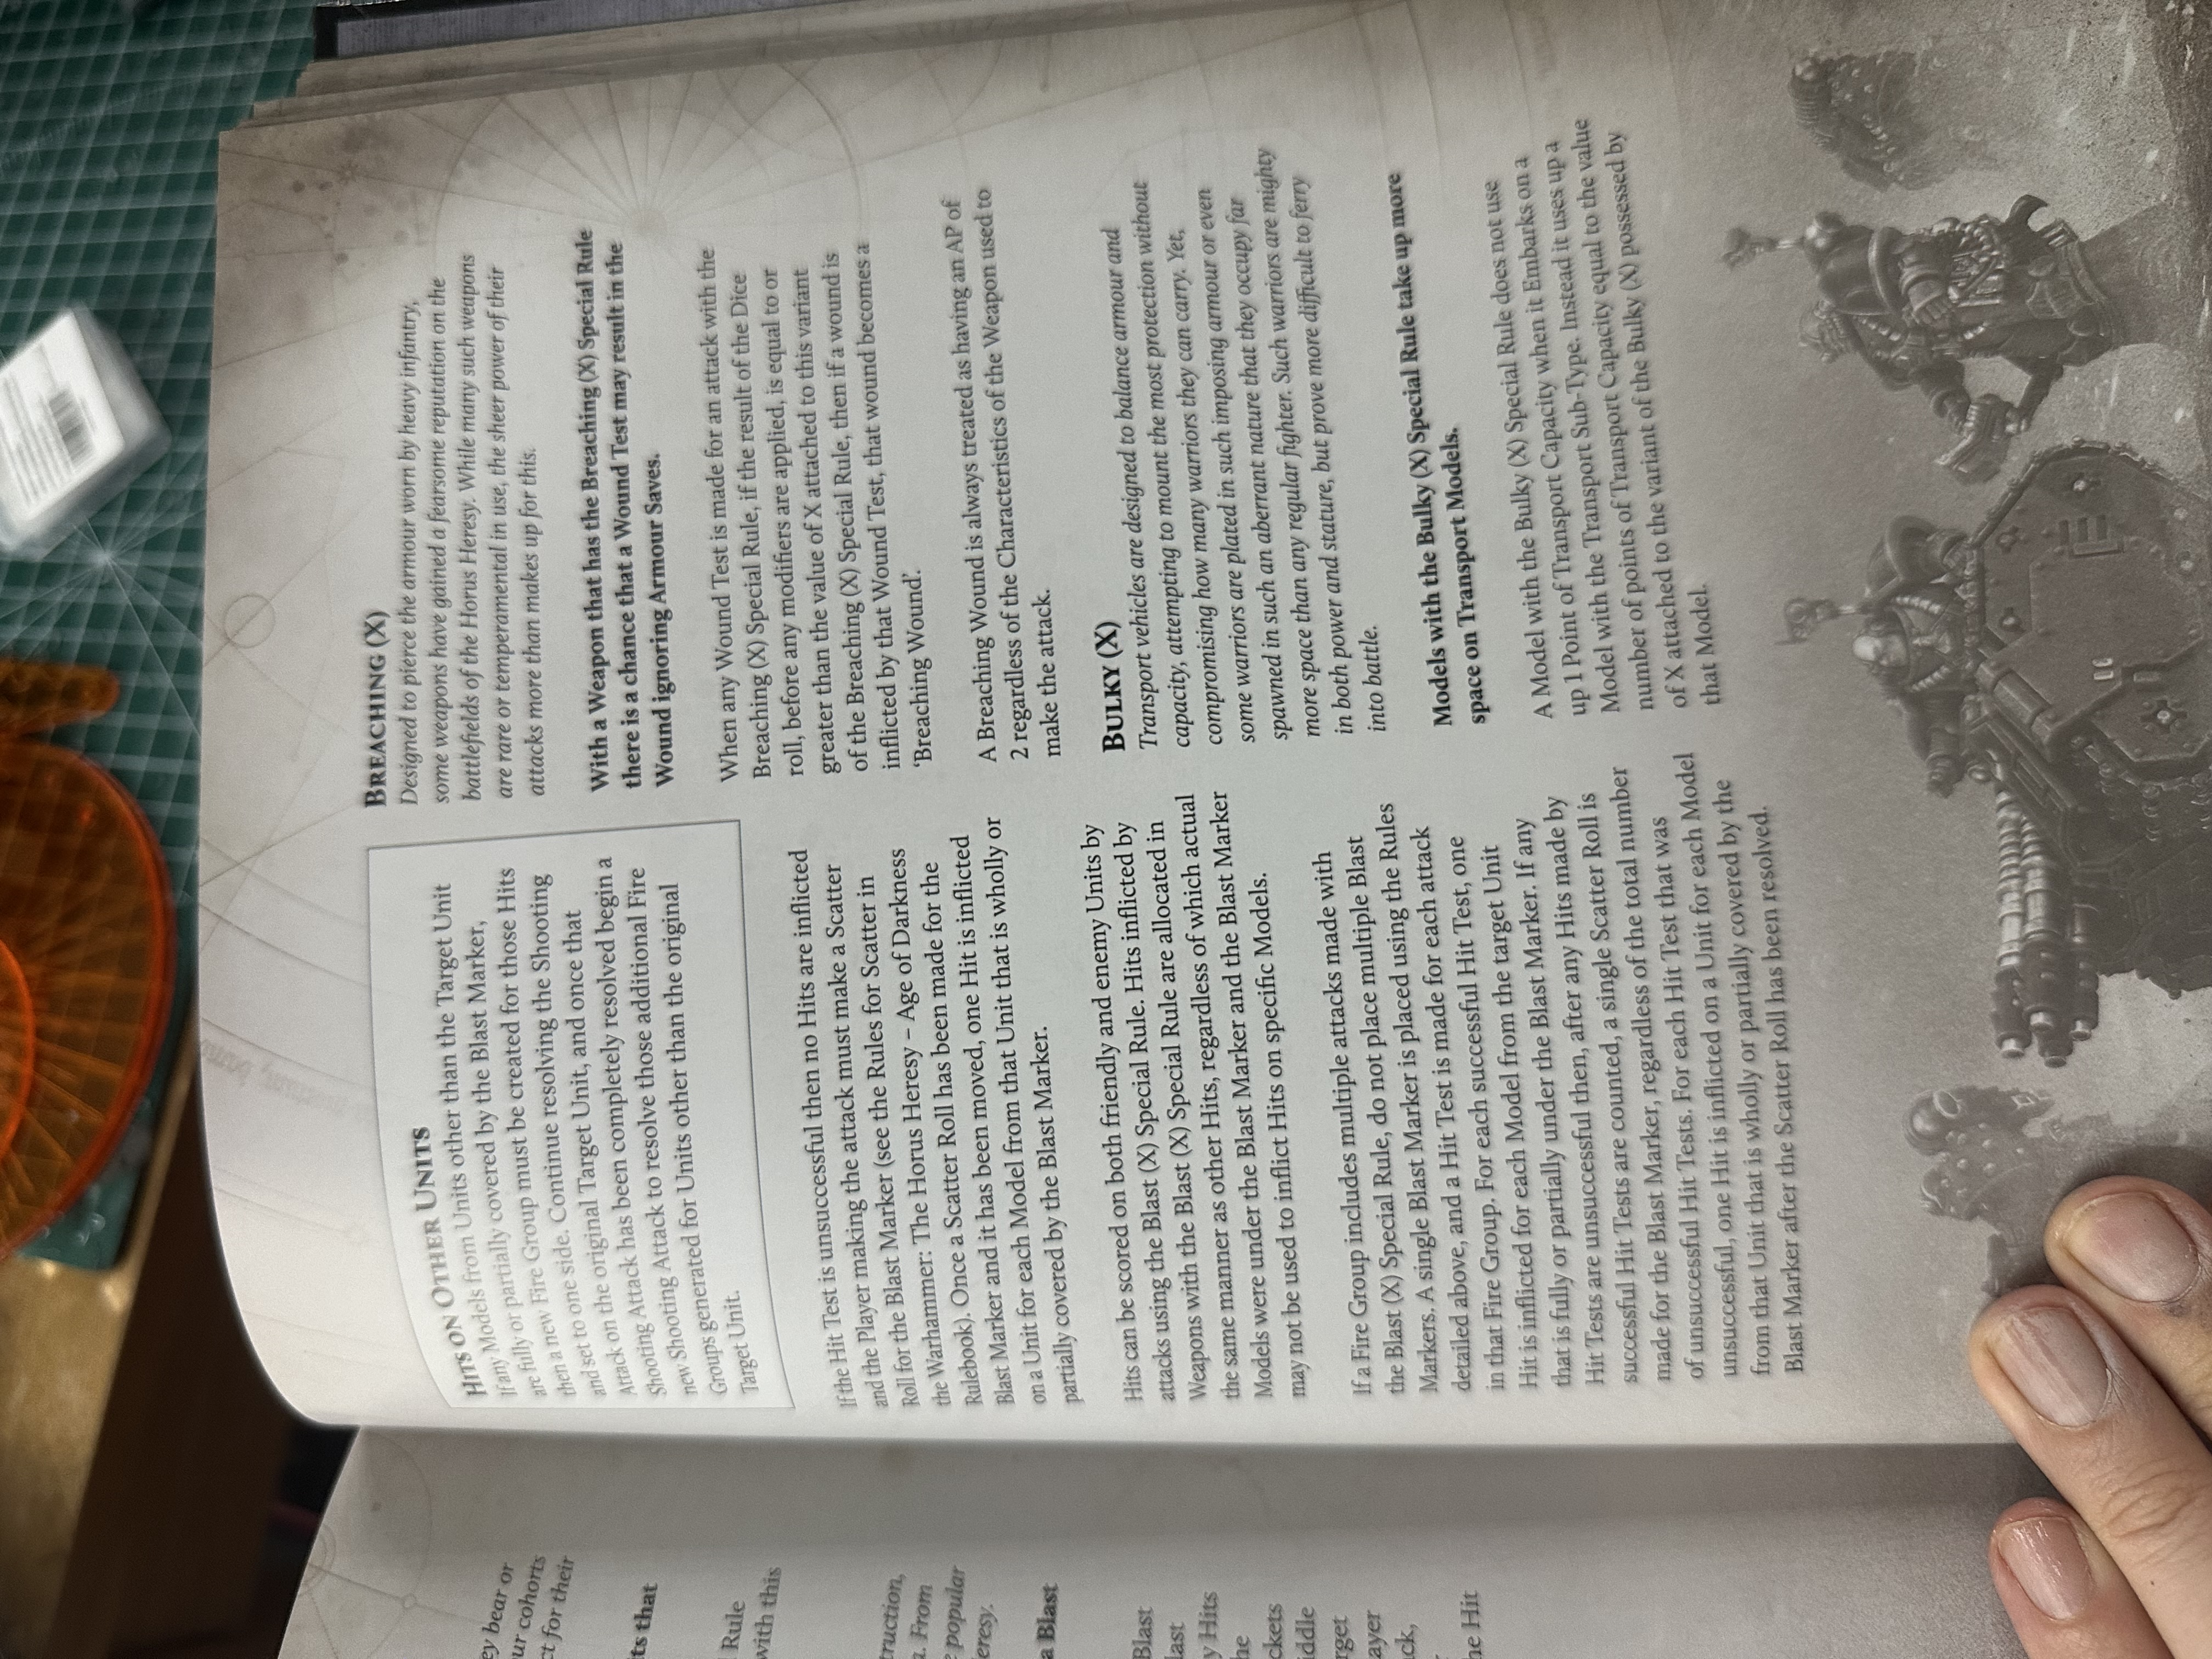 ey bear or
ur cohorts
ct for their
ts that
Rule
with this
truction,
a. From
popular
eresy.
a Blast
Blast
last
y Hits
he
ckets
iddle
rget
ayer
ck,
he Hit
HITS ON OTHER UNITS
If any Models from Units other than the Target Unit
are fully or partially covered by the Blast Marker,
then a new Fire Group must be created for those Hits
and set to one side. Continue resolving the Shooting
Attack on the original Target Unit, and once that
Shooting Attack has been completely resolved begin a
new Shooting Attack to resolve those additional Fire
Groups generated for Units other than the original
Target Unit.
If the Hit Test is unsuccessful then no Hits are inflicted
and the Player making the attack must make a Scatter
Roll for the Blast Marker (see the Rules for Scatter in
the Warhammer: The Horus Heresy – Age of Darkness
Rulebook). Once a Scatter Roll has been made for the
Blast Marker and it has been moved, one Hit is inflicted
on a Unit for each Model from that Unit that is wholly or
partially covered by the Blast Marker.
Hits can be scored on both friendly and enemy Units by
attacks using the Blast (X) Special Rule. Hits inflicted by
Weapons with the Blast (X) Special Rule are allocated in
the same manner as other Hits, regardless of which actual
Models were under the Blast Marker and the Blast Marker
may not be used to inflict Hits on specific Models.
If a Fire Group includes multiple attacks made with
the Blast (X) Special Rule, do not place multiple Blast
Markers. A single Blast Marker is placed using the Rules
detailed above, and a Hit Test is made for each attack
in that Fire Group. For each successful Hit Test, one
Hit is inflicted for each Model from the target Unit
that is fully or partially under the Blast Marker. If any
Hit Tests are unsuccessful then, after any Hits made by
successful Hit Tests are counted, a single Scatter Roll is
made for the Blast Marker, regardless of the total number
of unsuccessful Hit Tests. For each Hit Test that was
unsuccessful, one Hit is inflicted on a Unit for each Model
from that Unit that is wholly or partially covered by the
Blast Marker after the Scatter Roll has been resolved.
BREACHING (X)
Designed to pierce the armour worn by heavy infantry,
some weapons have gained a fearsome reputation on the
battlefields of the Horus Heresy. While many such weapons
are rare or temperamental in use, the sheer power of their
attacks more than makes up for this.
With a Weapon that has the Breaching (X) Special Rule
there is a chance that a Wound Test may result in the
Wound ignoring Armour Saves.
When any Wound Test is made for an attack with the
Breaching (X) Special Rule, if the result of the Dice
roll, before any modifiers are applied, is equal to or
greater than the value of X attached to this variant
of the Breaching (X) Special Rule, then if a wound is
inflicted by that Wound Test, that wound becomes a
‘Breaching Wound’.
A Breaching Wound is always treated as having an AP of
2 regardless of the Characteristics of the Weapon used to
make the attack.
BULKY (X)
Transport vehicles are designed to balance armour and
capacity, attempting to mount the most protection without
compromising how many warriors they can carry. Yet,
some warriors are plated in such imposing armour or even
spawned in such an aberrant nature that they occupy far
more space than any regular fighter. Such warriors are mighty
in both power and stature, but prove more difficult to ferry
into battle.
Models with the Bulky (X) Special Rule take up more
space on Transport Models.
A Model with the Bulky (X) Special Rule does not use
up 1 Point of Transport Capacity when it Embarks on a
Model with the Transport Sub-Type. Instead it uses up a
number of points of Transport Capacity equal to the value
of X attached to the variant of the Bulky (X) possessed by
that Model.